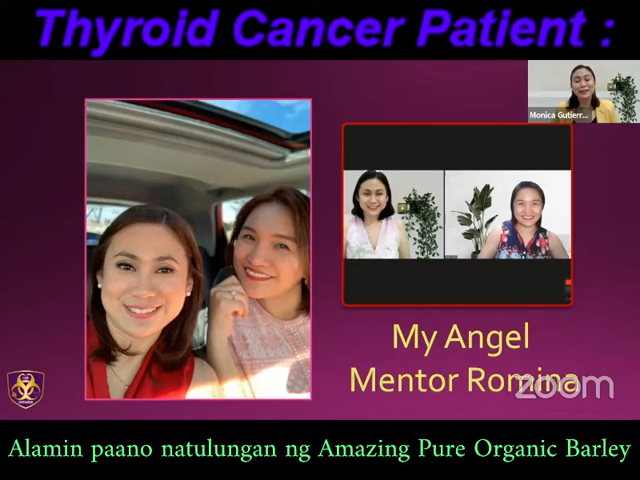 Thyroid Cancer Patient :
Monica Gutierr...
My Angel
Mentor Romina
zoom
Alamin paano natulungan ng Amazing Pure Organic Barley